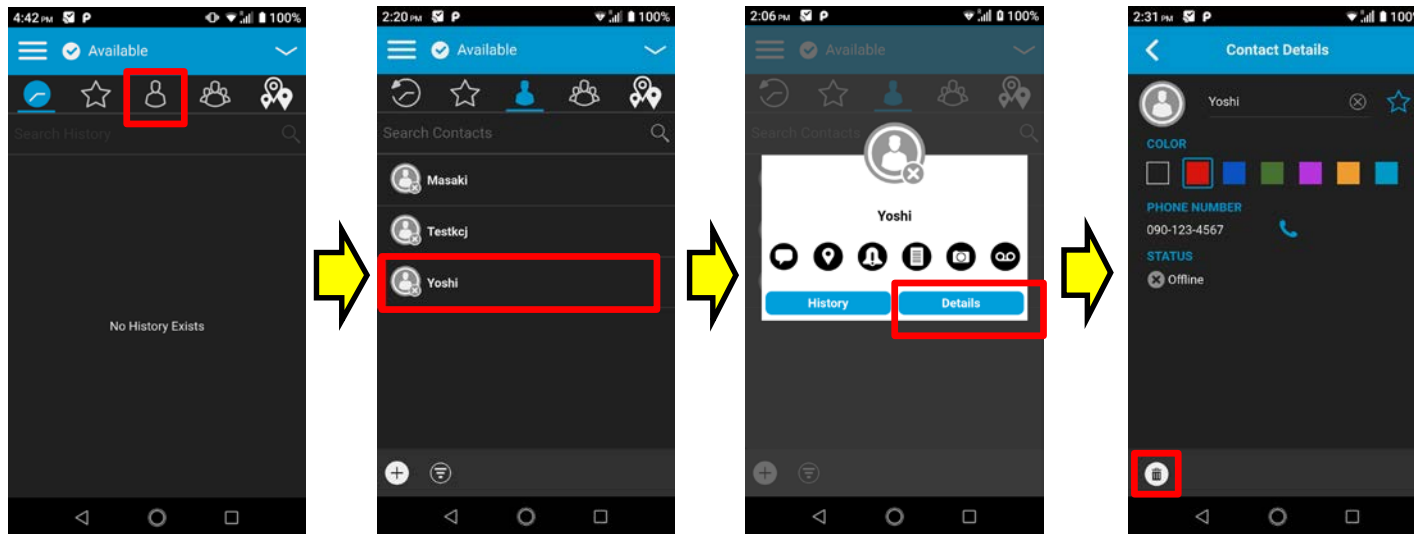 4:42 PM P 100%
Available
Search History
No History Exists
2:20 PM P 100%
Available
Search Contacts
Masaki
Testkcj
Yoshi
2:06 PM P 100%
Available
Search Contacts
Yoshi
History Details
2:31 PM P 100%
Contact Details
Yoshi
COLOR
PHONE NUMBER
090-123-4567
STATUS
Offline